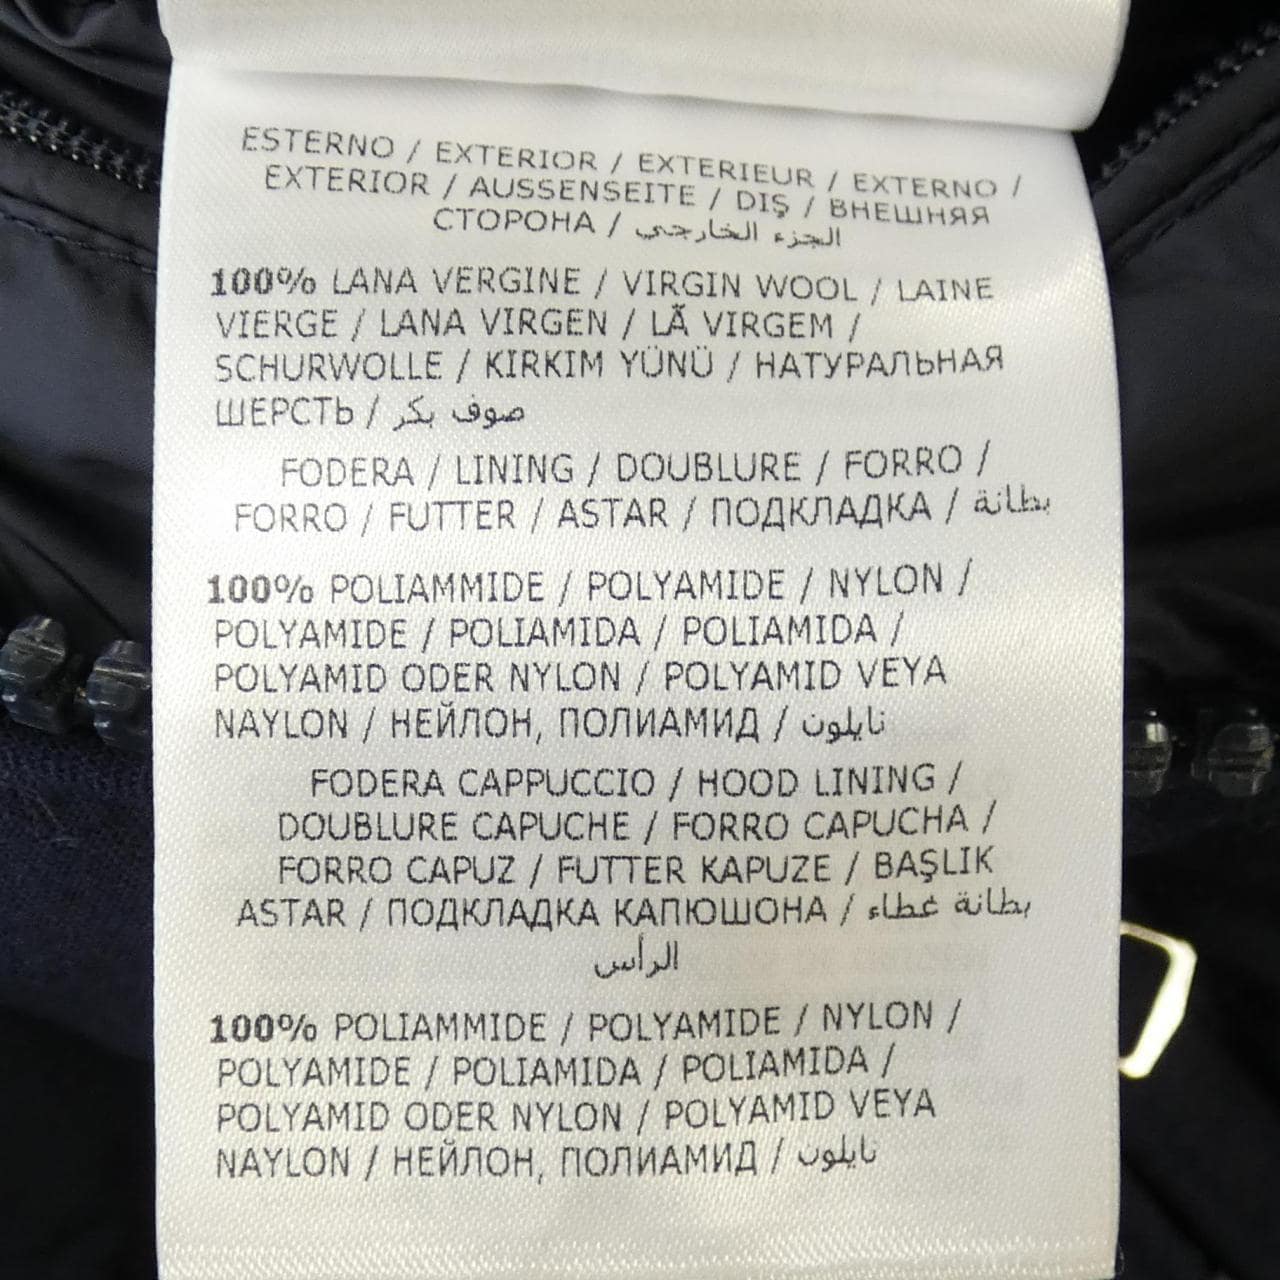 ESTERNO / EXTERIOR / EXTERIEUR / EXTERNO /
EXTERIOR / AUSSENSEITE / DIŞ / ВНЕШНЯЯ
СТОРОНА / الجزء الخارجي
100% LANA VERGINE / VIRGIN WOOL / LAINE
VIERGE / LANA VIRGEN / LÃ VIRGEM /
SCHURWOLLE / KIRKIM YÜNÜ / НАТУРАЛЬНАЯ
ШЕРСТЬ / صوف بكر
FODERA / LINING / DOUBLURE / FORRO /
FORRO / FUTTER / ASTAR / ПОДКЛАДКА / بطانة
100% POLIAMMIDE / POLYAMIDE / NYLON /
POLYAMIDE / POLIAMIDA / POLIAMIDA /
POLYAMID ODER NYLON / POLYAMID VEYA
NAYLON / НЕЙЛОН, ПОЛИАМИД / نايلون
FODERA CAPPUCCIO / HOOD LINING /
DOUBLURE CAPUCHE / FORRO CAPUCHA /
FORRO CAPUZ / FUTTER KAPUZE / BAŞLIK
ASTAR / ПОДКЛАДКА КАПЮШОНА / بطانة غطاء
الرأس
100% POLIAMMIDE / POLYAMIDE / NYLON /
POLYAMIDE / POLIAMIDA / POLIAMIDA /
POLYAMID ODER NYLON / POLYAMID VEYA
NAYLON / НЕЙЛОН, ПОЛИАМИД / نايلون